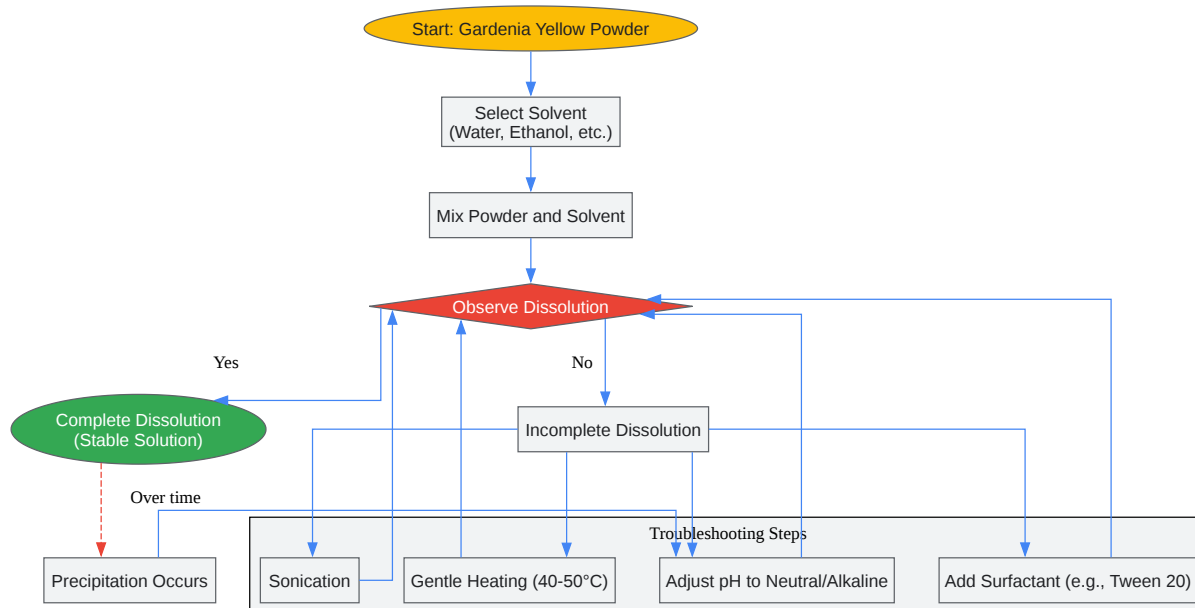 Start: Gardenia Yellow Powder
Select Solvent
(Water, Ethanol, etc.)
Mix Powder and Solvent
Observe Dissolution
Yes
No
Complete Dissolution
(Stable Solution)
Incomplete Dissolution
Over time
Troubleshooting Steps
Precipitation Occurs
Sonication
Gentle Heating (40-50°C)
Adjust pH to Neutral/Alkaline
Add Surfactant (e.g., Tween 20)